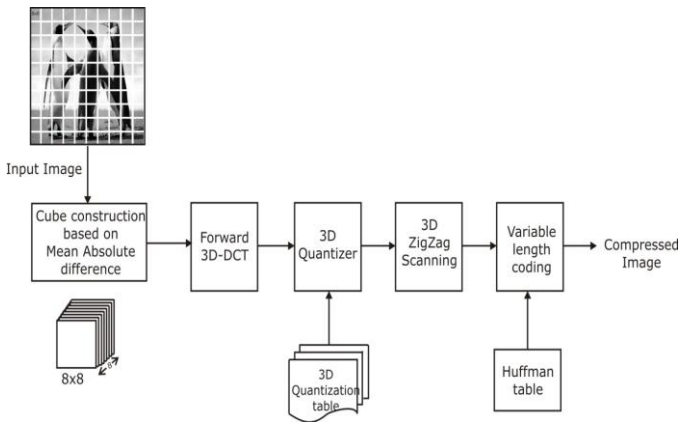 Input Image
Cube construction
based on
Mean Absolute
difference
Forward
3D-DCT
3D
Quantizer
3D
ZigZag
Scanning
Variable
length
coding
Compressed
Image
8x8
8
3D
Quantization
table
Huffman
table